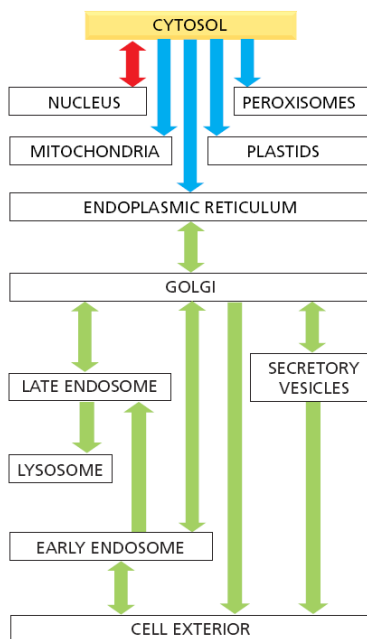 CYTOSOL
NUCLEUS
PEROXISOMES
MITOCHONDRIA
PLASTIDS
ENDOPLASMIC RETICULUM
GOLGI
LATE ENDOSOME
SECRETORY
VESICLES
LYSOSOME
EARLY ENDOSOME
CELL EXTERIOR